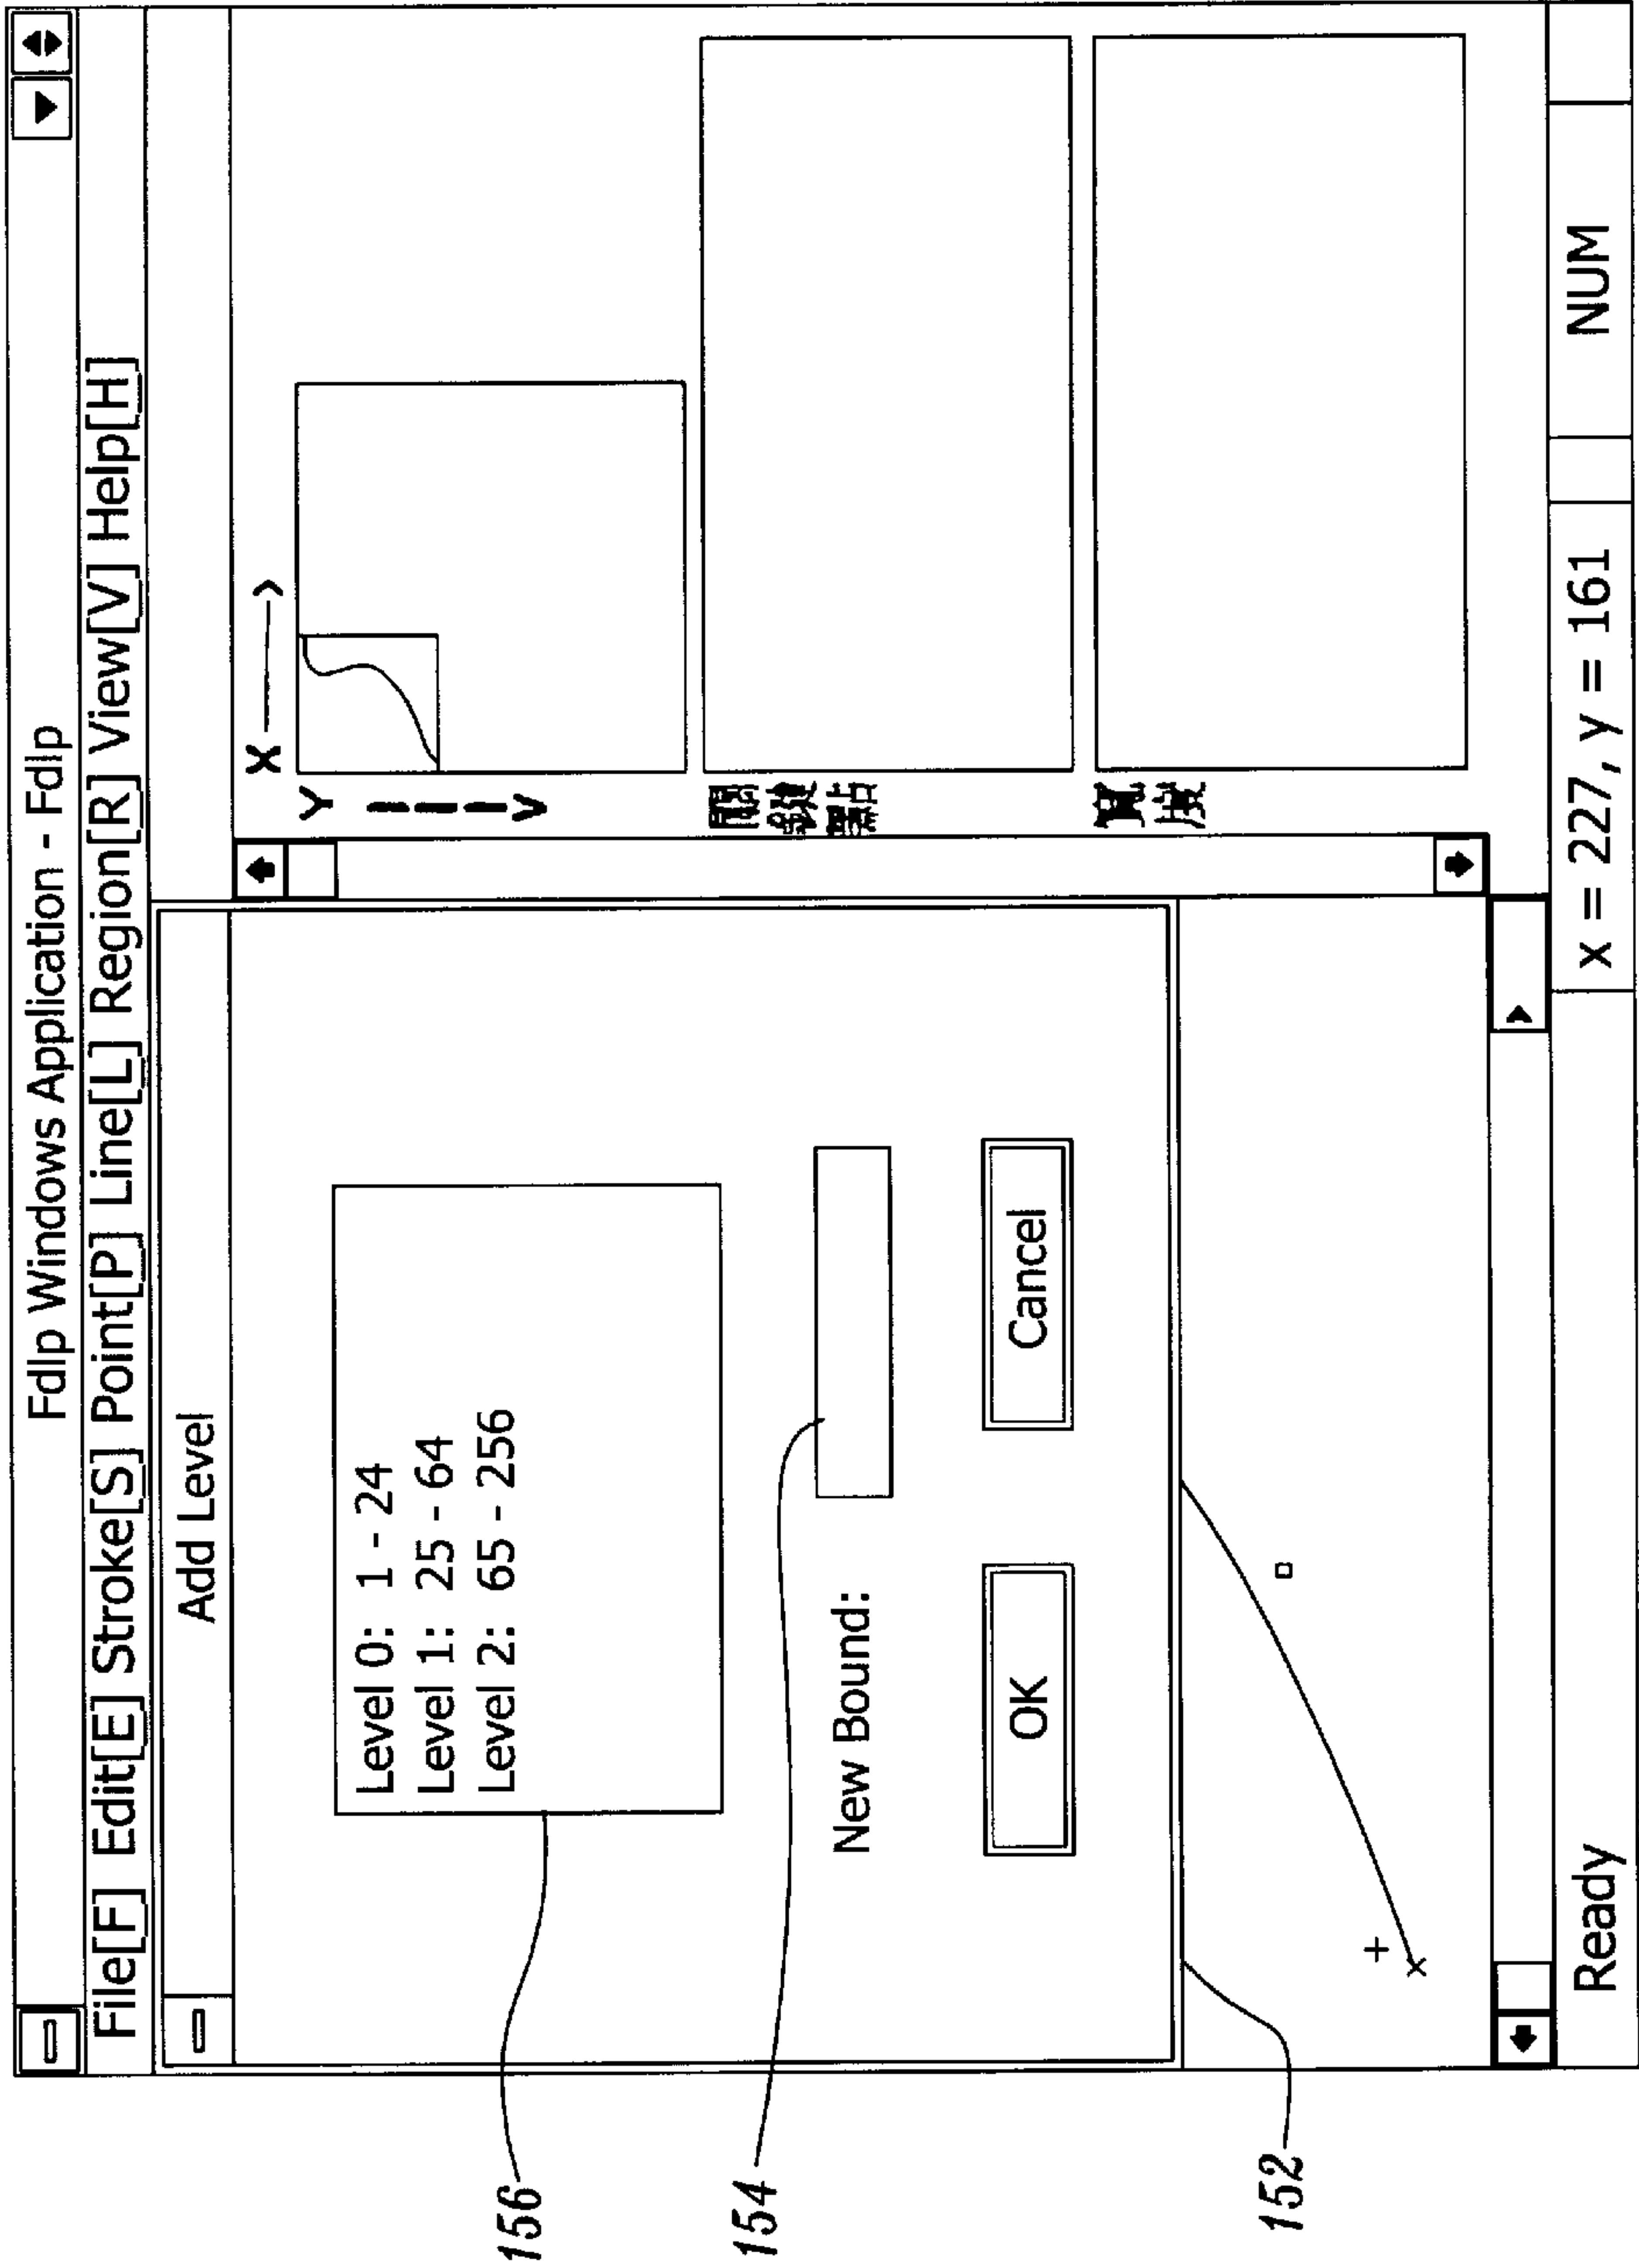 Fdlp Windows Application - Fdlp
File[F] Edit[E] Stroke[S] Point[P] Line[L] Region[R] View[V] Help[H]
Add Level
Level 0: 1 - 24
Level 1: 25 - 64
Level 2: 65 - 256
New Bound:
OK
Cancel
X
Y
Ready
x = 227, y = 161
NUM
156
154
152